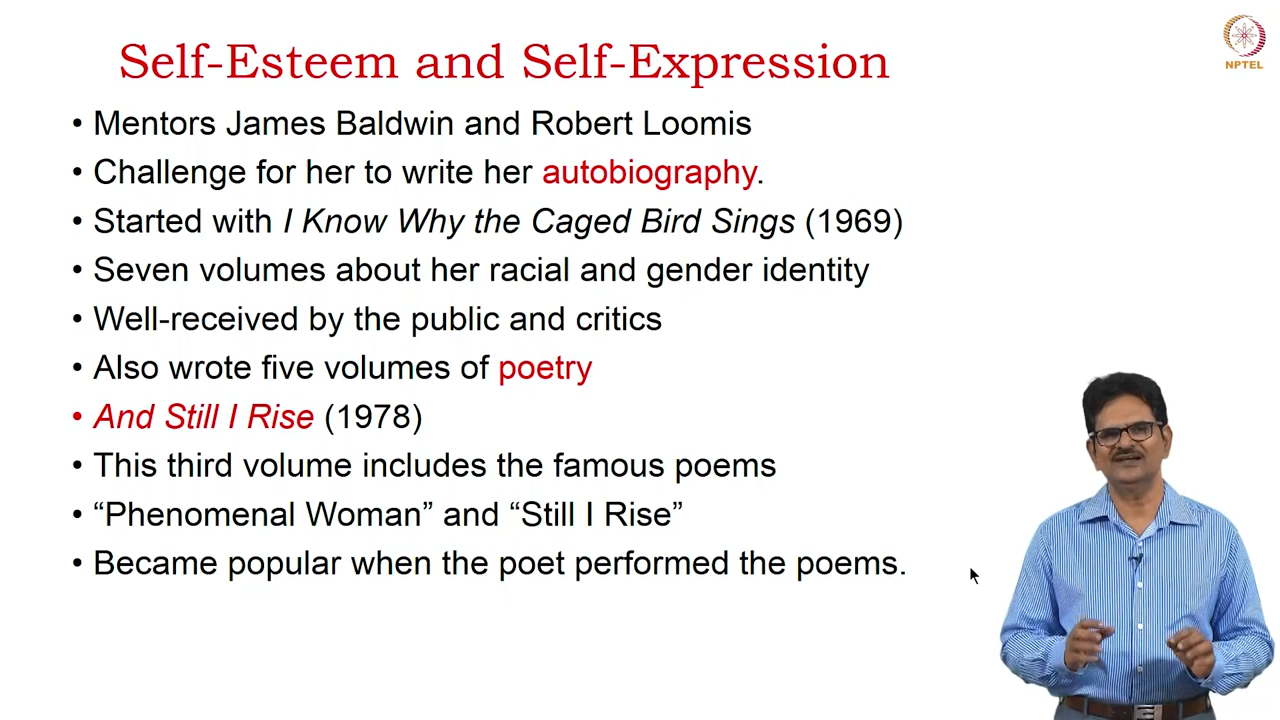 Self-Esteem and Self-Expression
NPTEL
• Mentors James Baldwin and Robert Loomis
• Challenge for her to write her autobiography.
• Started with I Know Why the Caged Bird Sings (1969)
• Seven volumes about her racial and gender identity
• Well-received by the public and critics
• Also wrote five volumes of poetry
• And Still I Rise (1978)
• This third volume includes the famous poems
• “Phenomenal Woman” and “Still I Rise”
• Became popular when the poet performed the poems.